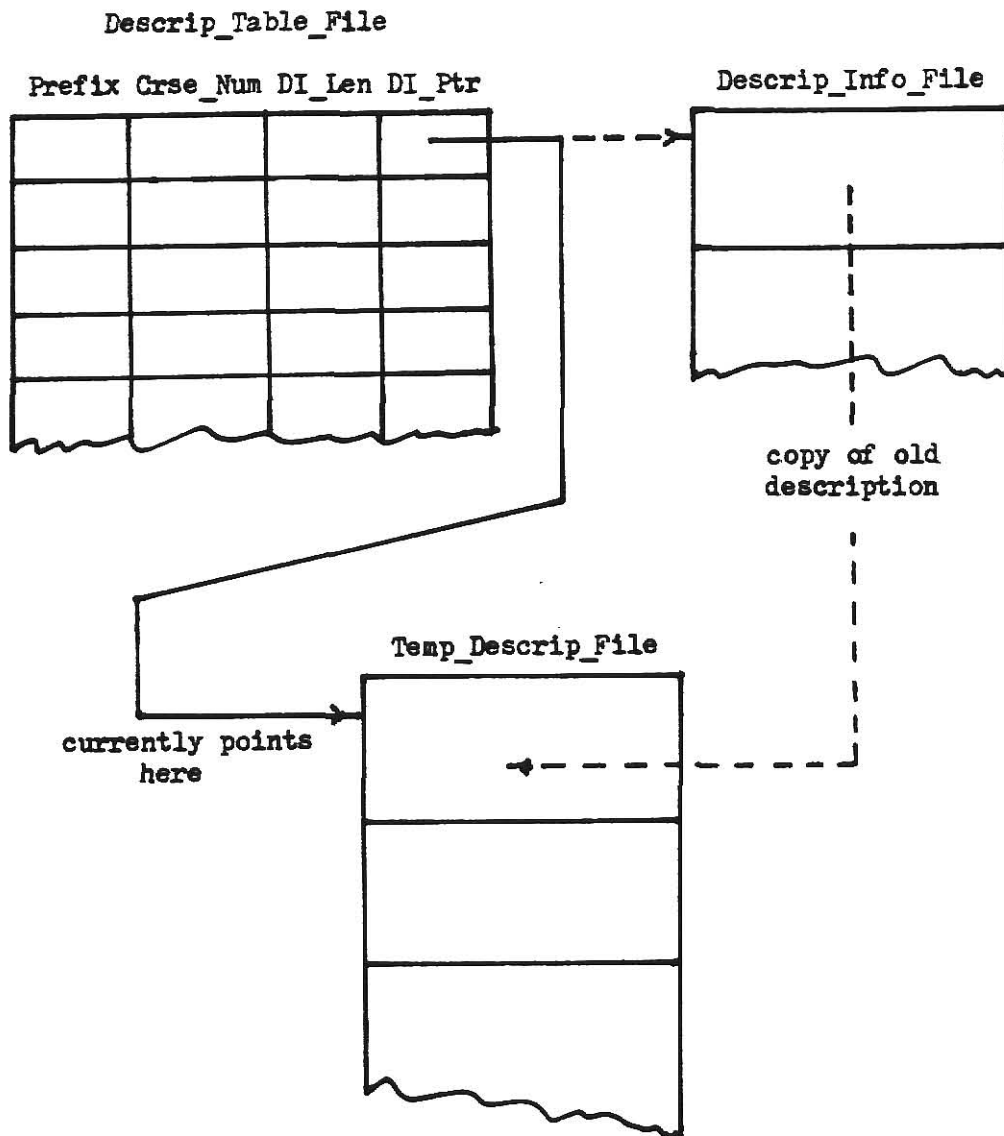 Descrip_Table_File
Prefix Crse_Num DI_Len DI_Ptr
Descrip_Info_File
copy of old
description
Temp_Descrip_File
currently points
here